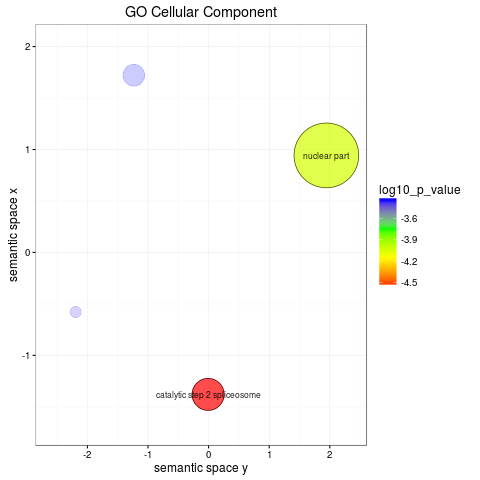 GO Cellular Component
2
1
0
-1
semantic space x
nuclear part
catalytic step 2 spliceosome
-2
-1
0
1
2
semantic space y
log10_p_value
-3.6
-3.9
-4.2
-4.5